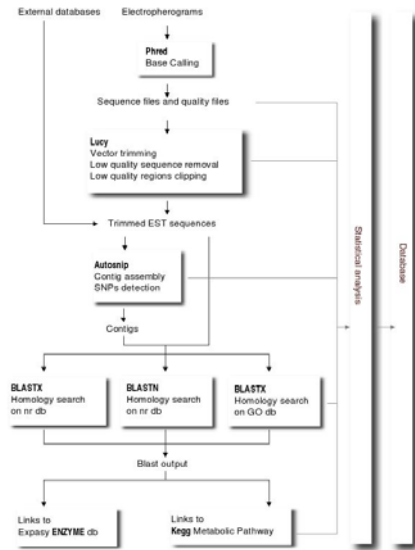 External databases
Electropherograms
Phred
Base Calling
Sequence files and quality files
Lucy
Vector trimming
Low quality sequence removal
Low quality regions clipping
Trimmed EST sequences
Autosnip
Contig assembly
SNPs detection
Contigs
BLASTX
Homology search
on nr db
BLASTN
Homology search
on nr db
BLASTX
Homology search
on GO db
Blast output
Links to
Expasy ENZYME db
Links to
Kegg Metabolic Pathway
Statistical analysis
Database